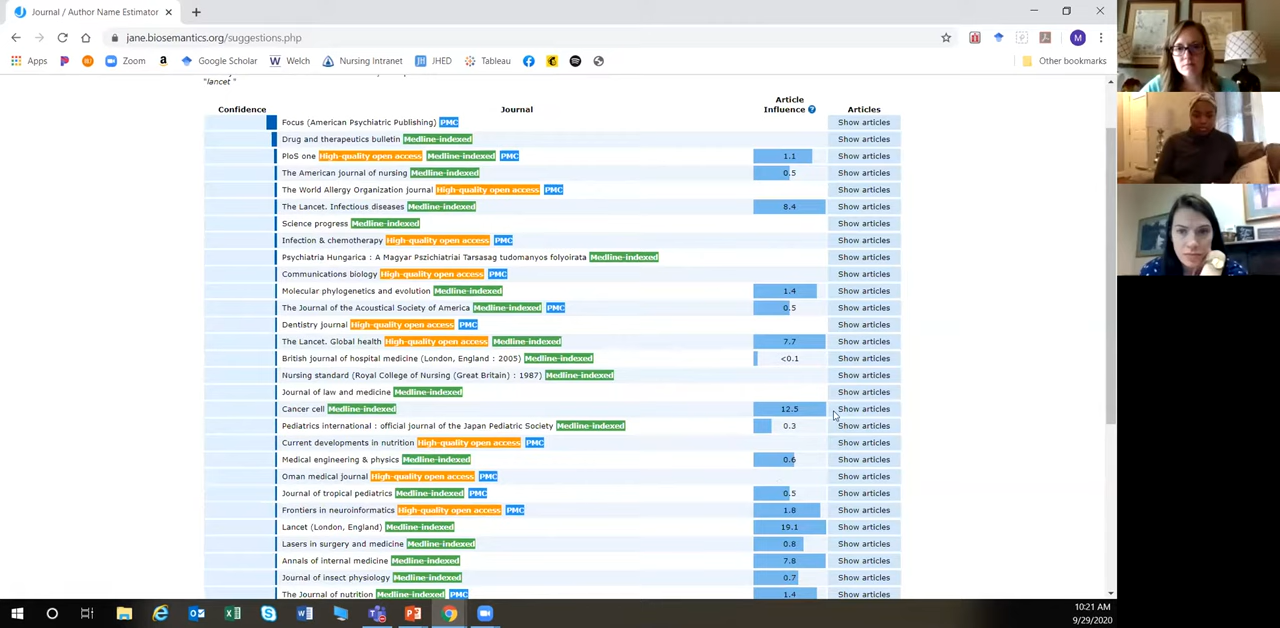 Journal / Author Name Estimator
jane.biosemantics.org/suggestions.php
M
Apps Zoom Google Scholar Welch Nursing Intranet JHED Tableau Other bookmarks
"lancet "
Confidence Journal Article Influence Articles
Focus (American Psychiatric Publishing) PMC Show articles
Drug and therapeutics bulletin Medline-indexed Show articles
PloS one High-quality open access Medline-indexed PMC 1.1 Show articles
The American journal of nursing Medline-indexed 0.5 Show articles
The World Allergy Organization journal High-quality open access PMC Show articles
The Lancet. Infectious diseases Medline-indexed 8.4 Show articles
Science progress Medline-indexed Show articles
Infection & chemotherapy High-quality open access PMC Show articles
Psychiatria Hungarica : A Magyar Pszichiatriai Tarsasag tudomanyos folyoirata Medline-indexed Show articles
Communications biology High-quality open access PMC Show articles
Molecular phylogenetics and evolution Medline-indexed 1.4 Show articles
The Journal of the Acoustical Society of America Medline-indexed PMC 0.5 Show articles
Dentistry journal High-quality open access PMC Show articles
The Lancet. Global health High-quality open access Medline-indexed 7.7 Show articles
British journal of hospital medicine (London, England : 2005) Medline-indexed <0.1 Show articles
Nursing standard (Royal College of Nursing (Great Britain) : 1987) Medline-indexed Show articles
Journal of law and medicine Medline-indexed Show articles
Cancer cell Medline-indexed 12.5 Show articles
Pediatrics international : official journal of the Japan Pediatric Society Medline-indexed 0.3 Show articles
Current developments in nutrition High-quality open access PMC Show articles
Medical engineering & physics Medline-indexed 0.6 Show articles
Oman medical journal High-quality open access PMC Show articles
Journal of tropical pediatrics Medline-indexed PMC 0.5 Show articles
Frontiers in neuroinformatics High-quality open access PMC 1.8 Show articles
Lancet (London, England) Medline-indexed 19.1 Show articles
Lasers in surgery and medicine Medline-indexed 0.8 Show articles
Annals of internal medicine Medline-indexed 7.8 Show articles
Journal of insect physiology Medline-indexed 0.7 Show articles
The Journal of nutrition Medline-indexed PMC 1.4 Show articles
10:21 AM
9/29/2020